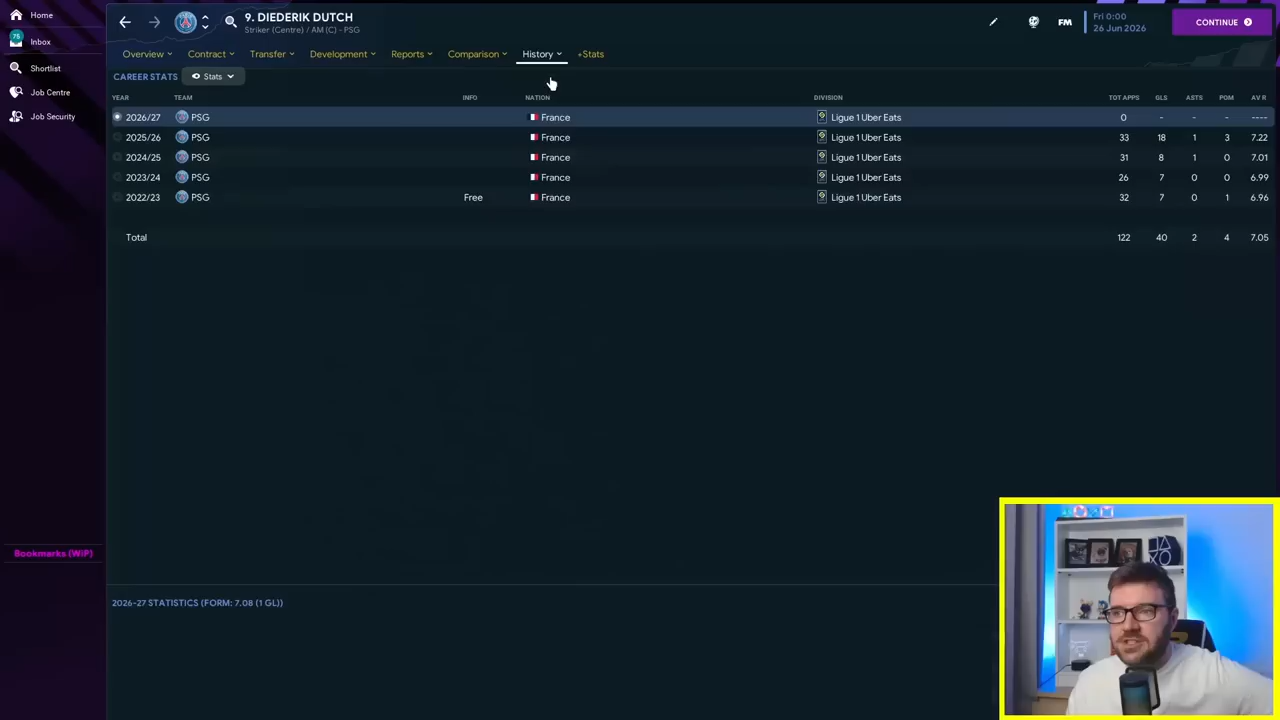 Home
75
Inbox
Shortlist
Job Centre
Job Security
Bookmarks (WiP)
9. DIEDERIK DUTCH
Striker (Centre) / AM (C) - PSG
FM
Fri 0:00
26 Jun 2026
CONTINUE
Overview Contract Transfer Development Reports Comparison History +Stats
CAREER STATS Stats
YEAR TEAM INFO NATION DIVISION TOT APPS GLS ASTS POM AV R
2026/27 PSG France Ligue 1 Uber Eats 0 - - - ----
2025/26 PSG France Ligue 1 Uber Eats 33 18 1 3 7.22
2024/25 PSG France Ligue 1 Uber Eats 31 8 1 0 7.01
2023/24 PSG France Ligue 1 Uber Eats 26 7 0 0 6.99
2022/23 PSG Free France Ligue 1 Uber Eats 32 7 0 1 6.96
Total 122 40 2 4 7.05
2026-27 STATISTICS (FORM: 7.08 (1 GL))